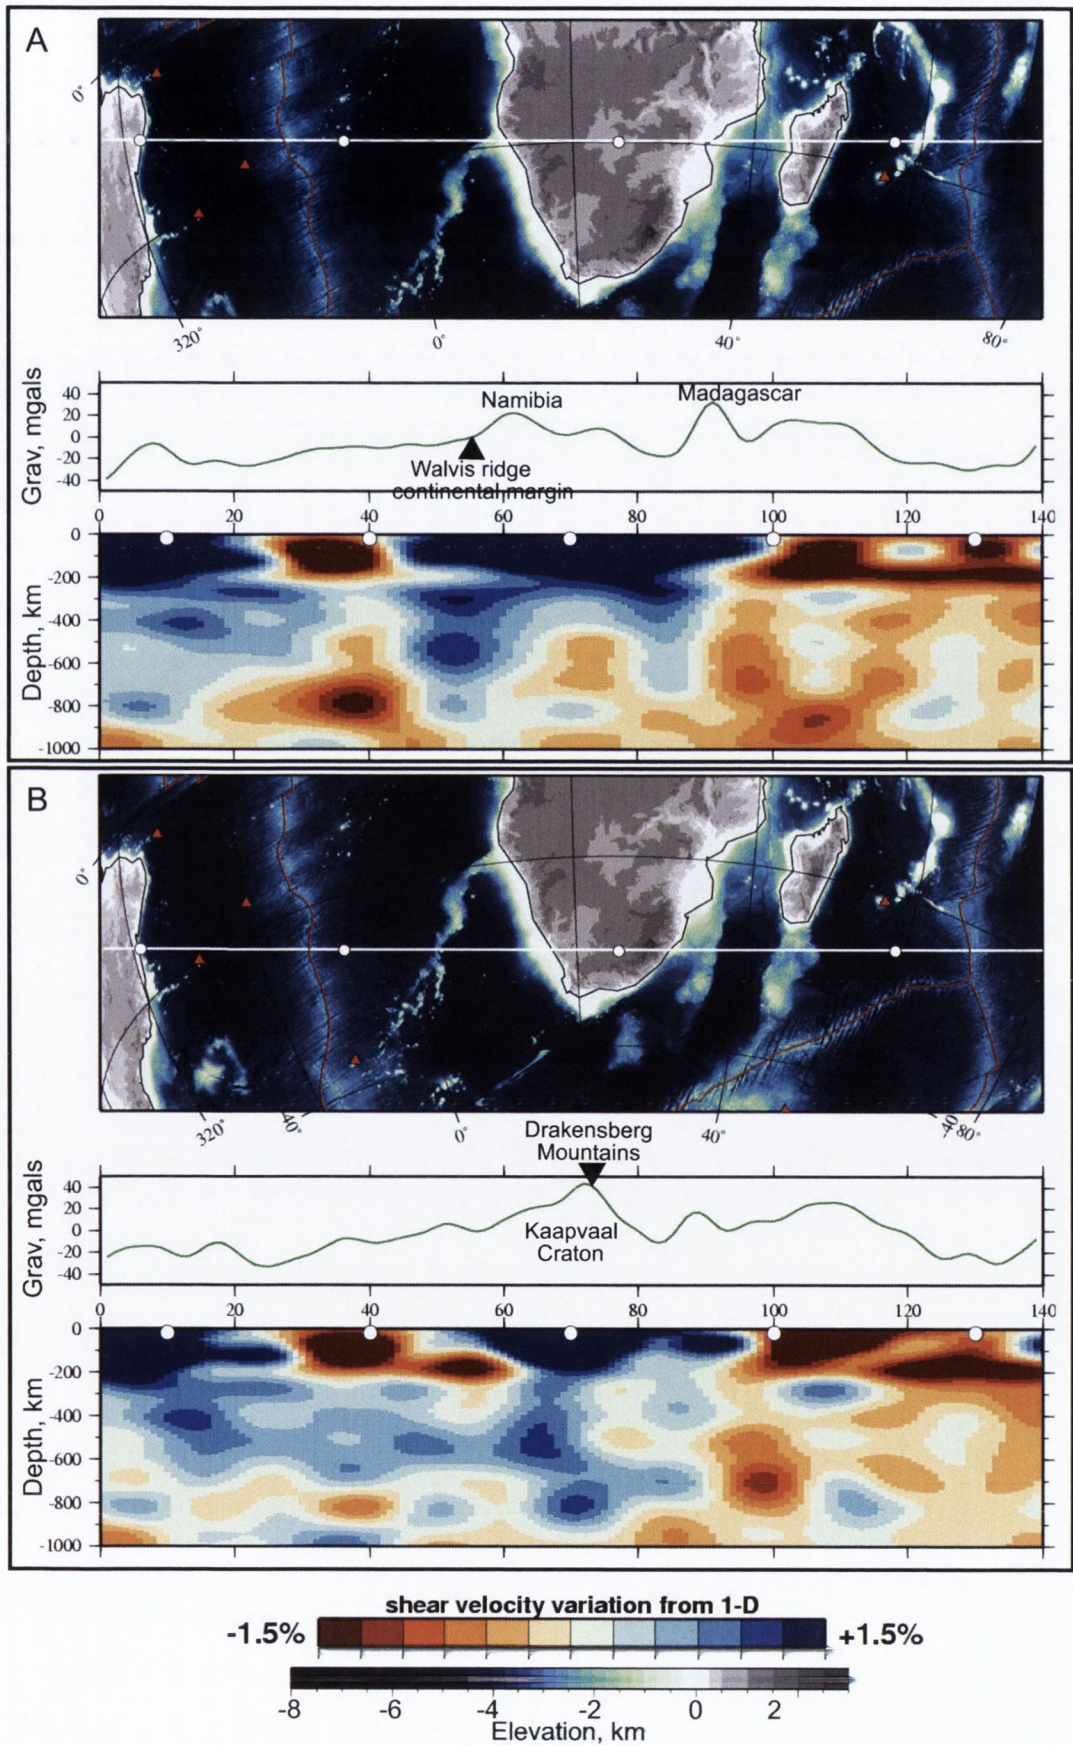 A
0°
320°
0°
40°
80°
Grav, mgals
40
20
0
-20
-40
Namibia
Madagascar
Walvis ridge
continental margin
0 20 40 60 80 100 120 140
Depth, km
0
-200
-400
-600
-800
-1000
B
0°
320°
-40°
0°
40°
-40
80°
Drakensberg
Mountains
Grav, mgals
40
20
0
-20
-40
Kaapvaal
Craton
0 20 40 60 80 100 120 140
Depth, km
0
-200
-400
-600
-800
-1000
shear velocity variation from 1-D
-1.5% +1.5%
-8 -6 -4 -2 0 2
Elevation, km